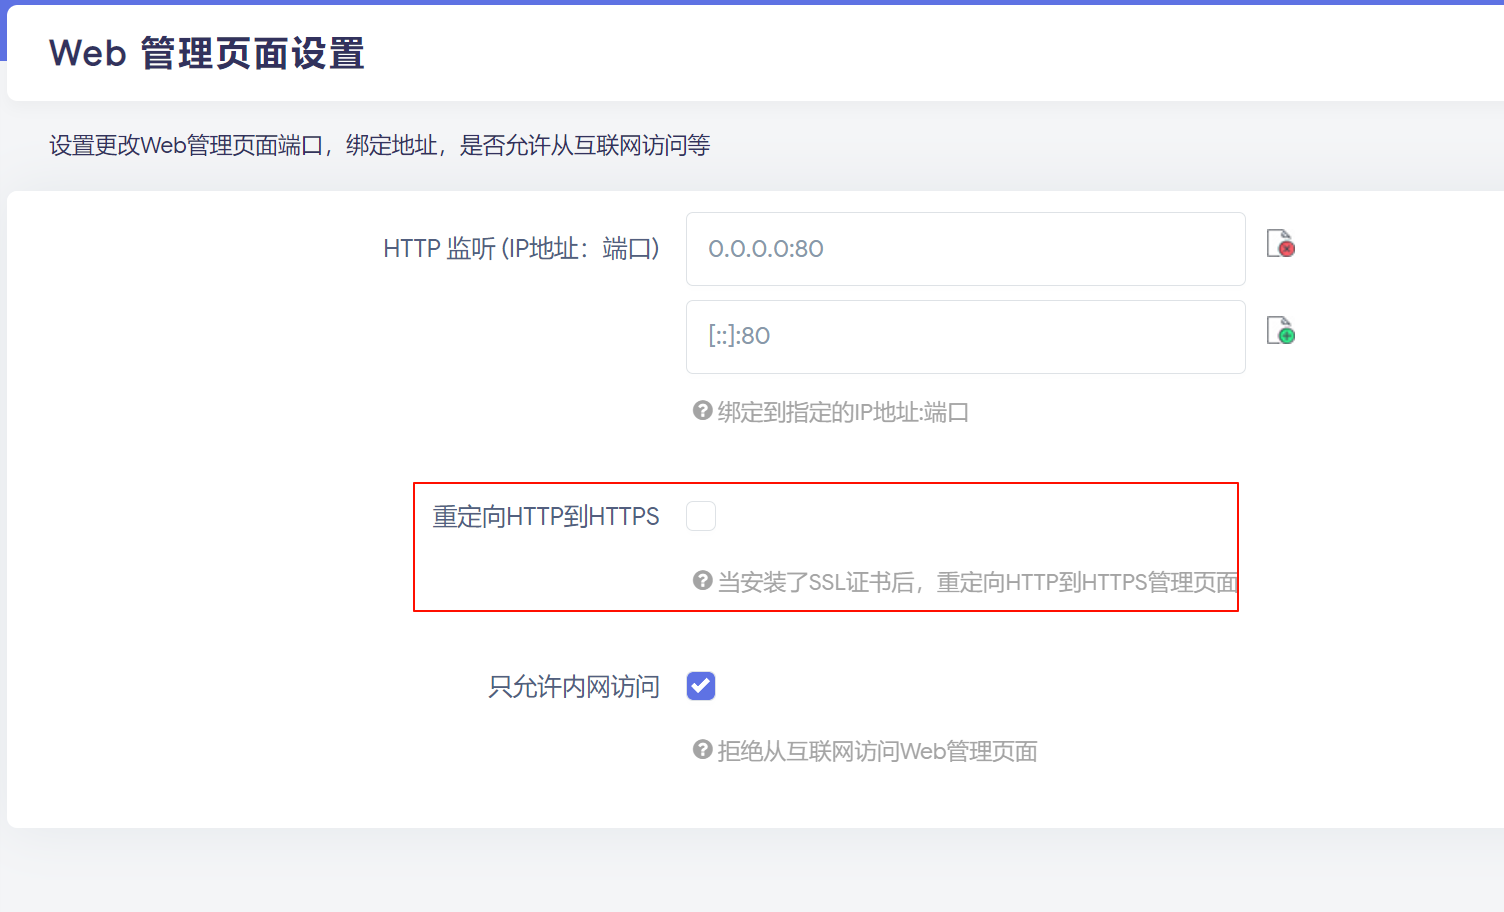 Web 管理页面设置
设置更改Web管理页面端口，绑定地址，是否允许从互联网访问等
HTTP 监听 (IP地址：端口)
0.0.0.0:80
[::]:80
绑定到指定的IP地址:端口
重定向HTTP到HTTPS
当安装了SSL证书后，重定向HTTP到HTTPS管理页面
只允许内网访问
拒绝从互联网访问Web管理页面